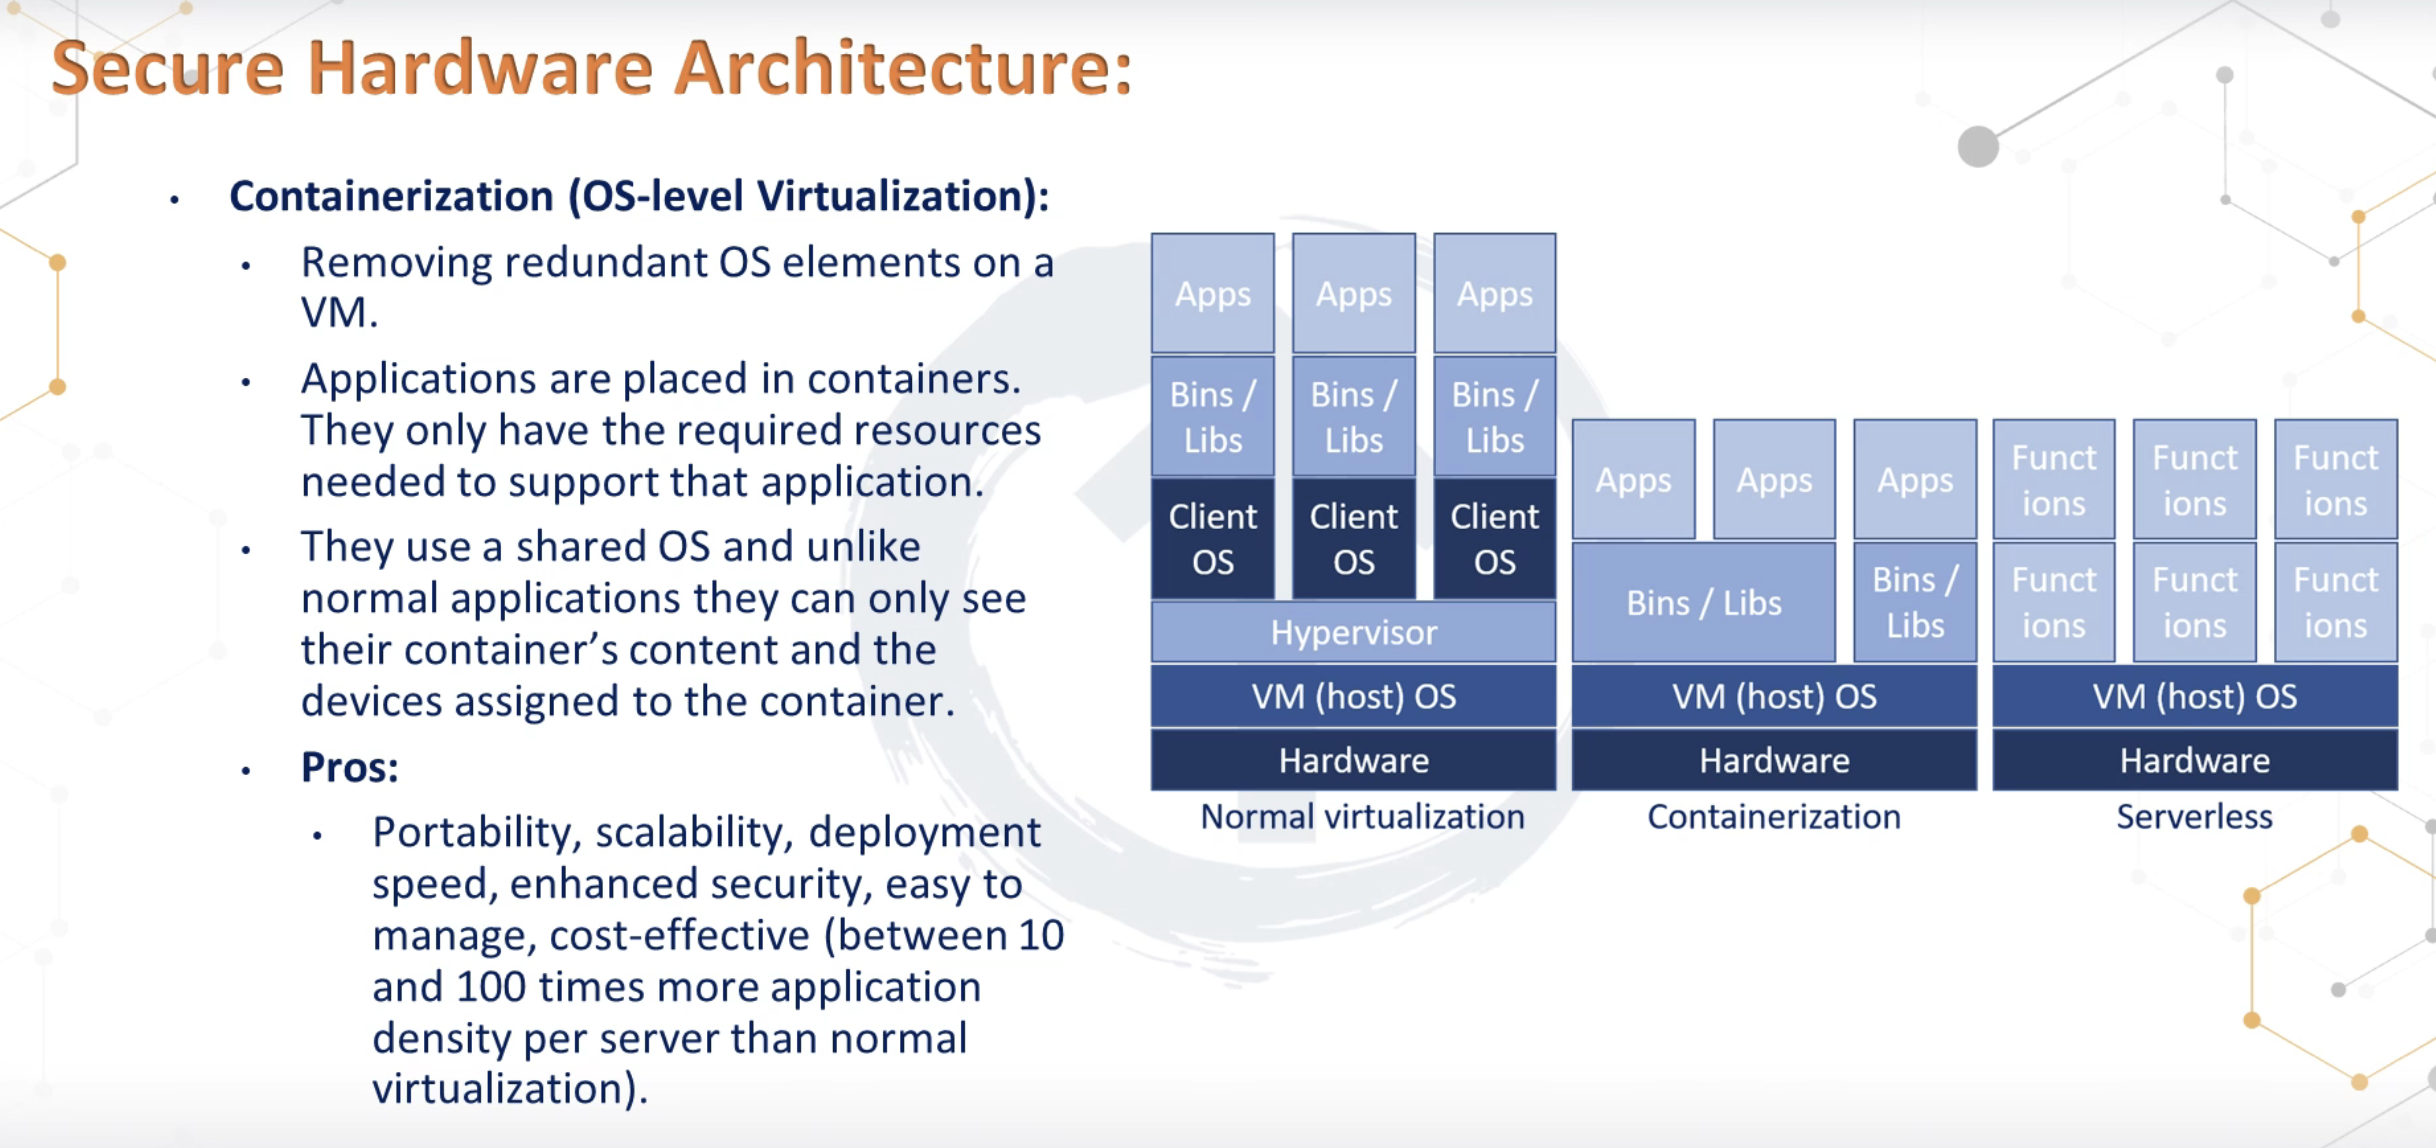 Secure Hardware Architecture:
• Containerization (OS-level Virtualization):
• Removing redundant OS elements on a
VM.
• Applications are placed in containers.
They only have the required resources
needed to support that application.
• They use a shared OS and unlike
normal applications they can only see
their container’s content and the
devices assigned to the container.
• Pros:
• Portability, scalability, deployment
speed, enhanced security, easy to
manage, cost-effective (between 10
and 100 times more application
density per server than normal
virtualization).
Apps
Apps
Apps
Bins /
Libs
Bins /
Libs
Bins /
Libs
Client
OS
Client
OS
Client
OS
Hypervisor
VM (host) OS
Hardware
Normal virtualization
Apps
Apps
Apps
Bins / Libs
Bins /
Libs
VM (host) OS
Hardware
Containerization
Funct
ions
Funct
ions
Funct
ions
Funct
ions
Funct
ions
Funct
ions
VM (host) OS
Hardware
Serverless